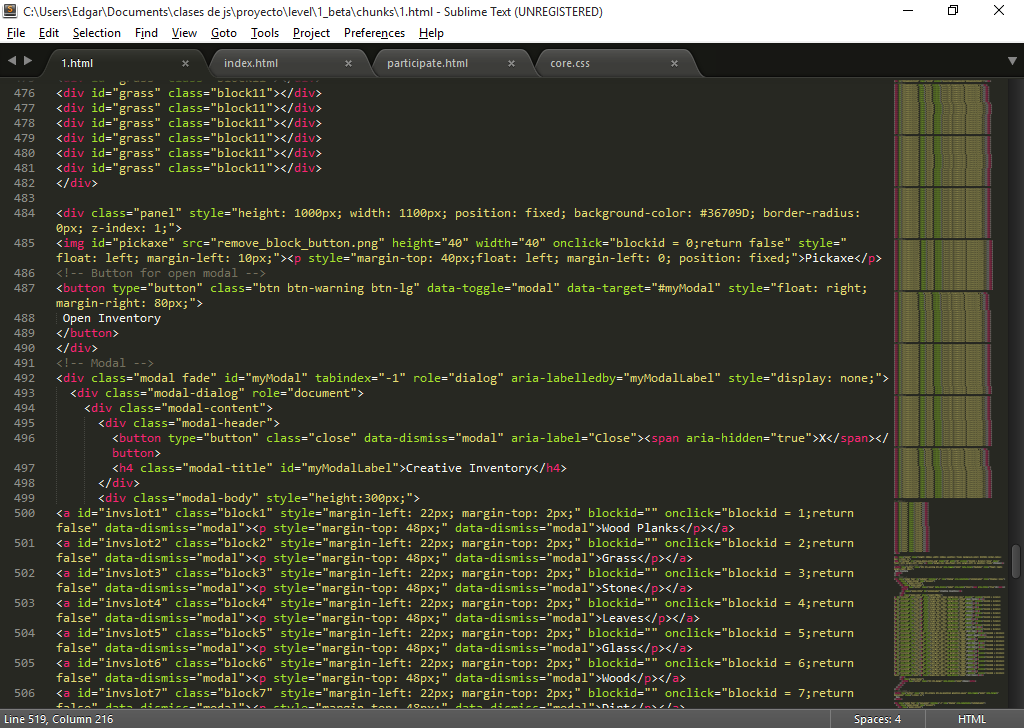 C:\Users\Edgar\Documents\clases de js\proyecto\level\1_beta\chunks\1.html - Sublime Text (UNREGISTERED)
File Edit Selection Find View Goto Tools Project Preferences Help
1.html × index.html × participate.html × core.css ×
476 <div id="grass" class="block11"></div>
477 <div id="grass" class="block11"></div>
478 <div id="grass" class="block11"></div>
479 <div id="grass" class="block11"></div>
480 <div id="grass" class="block11"></div>
481 <div id="grass" class="block11"></div>
482 </div>
483
484 <div class="panel" style="height: 1000px; width: 1100px; position: fixed; background-color: #36709D; border-radius:
0px; z-index: 1;">
485 <img id="pickaxe" src="remove_block_button.png" height="40" width="40" onclick="blockid = 0;return false" style="
float: left; margin-left: 10px;"><p style="margin-top: 40px;float: left; margin-left: 0; position: fixed;">Pickaxe</p>
486 <!-- Button for open modal -->
487 <button type="button" class="btn btn-warning btn-lg" data-toggle="modal" data-target="#myModal" style="float: right;
margin-right: 80px;">
488 Open Inventory
489 </button>
490 </div>
491 <!-- Modal -->
492 <div class="modal fade" id="myModal" tabindex="-1" role="dialog" aria-labelledby="myModalLabel" style="display: none;">
493 <div class="modal-dialog" role="document">
494 <div class="modal-content">
495 <div class="modal-header">
496 <button type="button" class="close" data-dismiss="modal" aria-label="Close"><span aria-hidden="true">X</span></
button>
497 <h4 class="modal-title" id="myModalLabel">Creative Inventory</h4>
498 </div>
499 <div class="modal-body" style="height:300px;">
500 <a id="invslot1" class="block1" style="margin-left: 22px; margin-top: 2px;" blockid="" onclick="blockid = 1;return
false" data-dismiss="modal"><p style="margin-top: 48px;" data-dismiss="modal">Wood Planks</p></a>
501 <a id="invslot2" class="block2" style="margin-left: 22px; margin-top: 2px;" blockid="" onclick="blockid = 2;return
false" data-dismiss="modal"><p style="margin-top: 48px;" data-dismiss="modal">Grass</p></a>
502 <a id="invslot3" class="block3" style="margin-left: 22px; margin-top: 2px;" blockid="" onclick="blockid = 3;return
false" data-dismiss="modal"><p style="margin-top: 48px;" data-dismiss="modal">Stone</p></a>
503 <a id="invslot4" class="block4" style="margin-left: 22px; margin-top: 2px;" blockid="" onclick="blockid = 4;return
false" data-dismiss="modal"><p style="margin-top: 48px;" data-dismiss="modal">Leaves</p></a>
504 <a id="invslot5" class="block5" style="margin-left: 22px; margin-top: 2px;" blockid="" onclick="blockid = 5;return
false" data-dismiss="modal"><p style="margin-top: 48px;" data-dismiss="modal">Glass</p></a>
505 <a id="invslot6" class="block6" style="margin-left: 22px; margin-top: 2px;" blockid="" onclick="blockid = 6;return
false" data-dismiss="modal"><p style="margin-top: 48px;" data-dismiss="modal">Wood</p></a>
506 <a id="invslot7" class="block7" style="margin-left: 22px; margin-top: 2px;" blockid="" onclick="blockid = 7;return
false" data-dismiss="modal"><p style="margin-top: 48px;" data-dismiss="modal">Dirt</p></a>
Line 519, Column 216 Spaces: 4 HTML